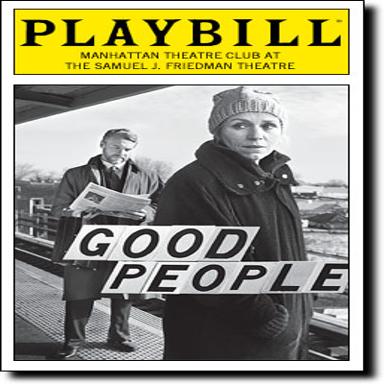 PLAYBILL
MANHATTAN THEATRE CLUB AT
THE SAMUEL J. FRIEDMAN THEATRE
GOOD
PEOPLE